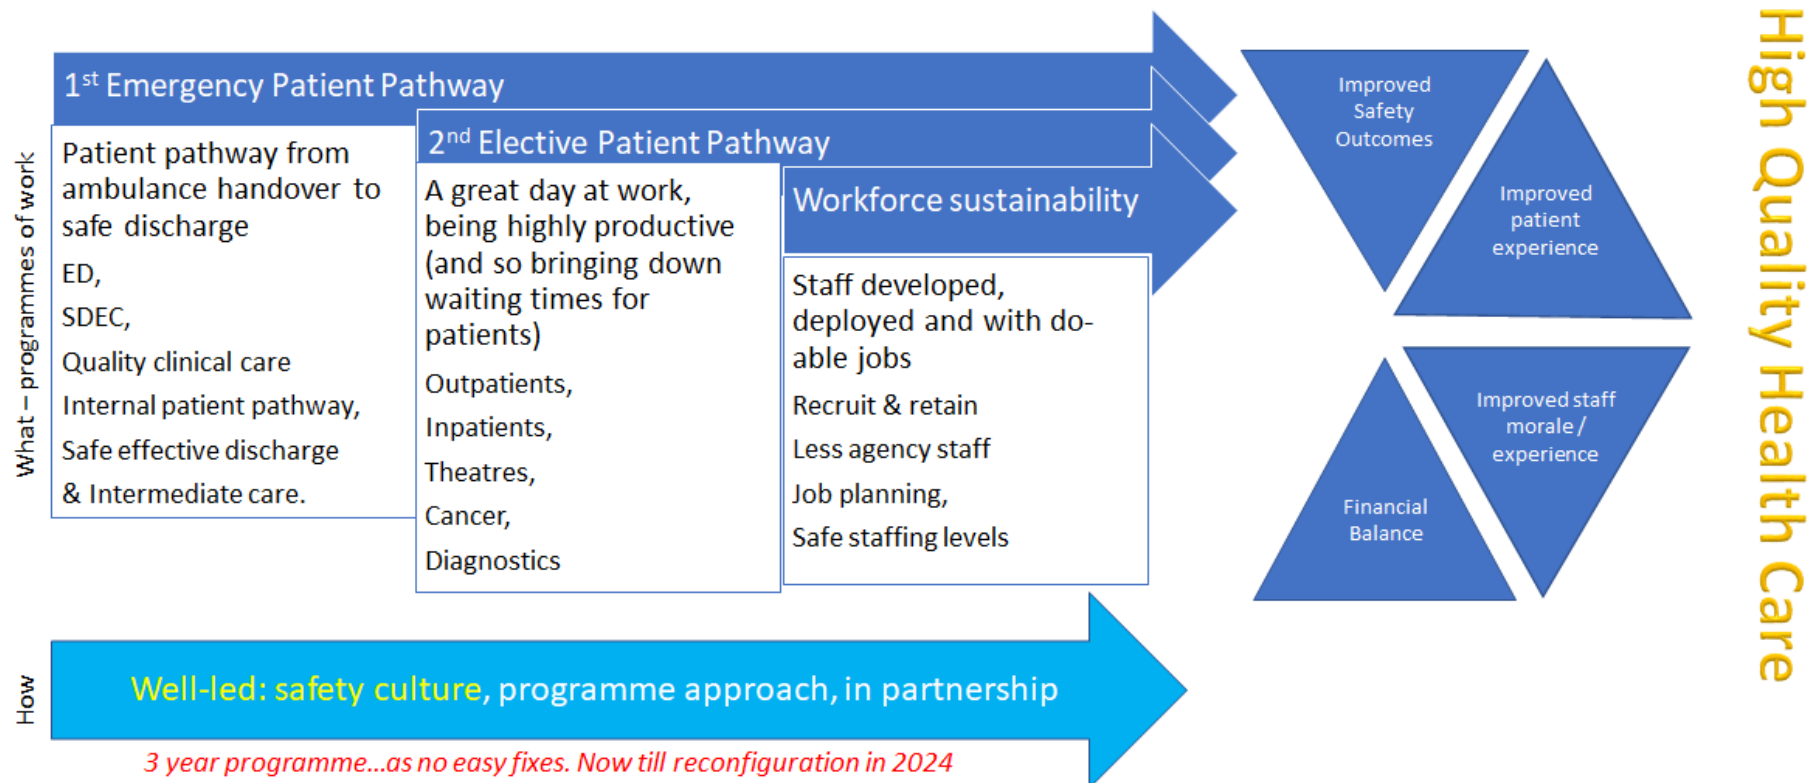 1st Emergency Patient Pathway
Patient pathway from
ambulance handover to
safe discharge
ED,
SDEC,
Quality clinical care
Internal patient pathway,
Safe effective discharge
& Intermediate care.
2nd Elective Patient Pathway
A great day at work,
being highly productive
(and so bringing down
waiting times for
patients)
Outpatients,
Inpatients,
Theatres,
Cancer,
Diagnostics
Workforce sustainability
Staff developed,
deployed and with do-
able jobs
Recruit & retain
Less agency staff
Job planning,
Safe staffing levels
What – programmes of work
Improved
Safety
Outcomes
Improved
patient
experience
Improved staff
morale /
experience
Financial
Balance
High Quality Health Care
How
Well-led: safety culture, programme approach, in partnership
3 year programme...as no easy fixes. Now till reconfiguration in 2024